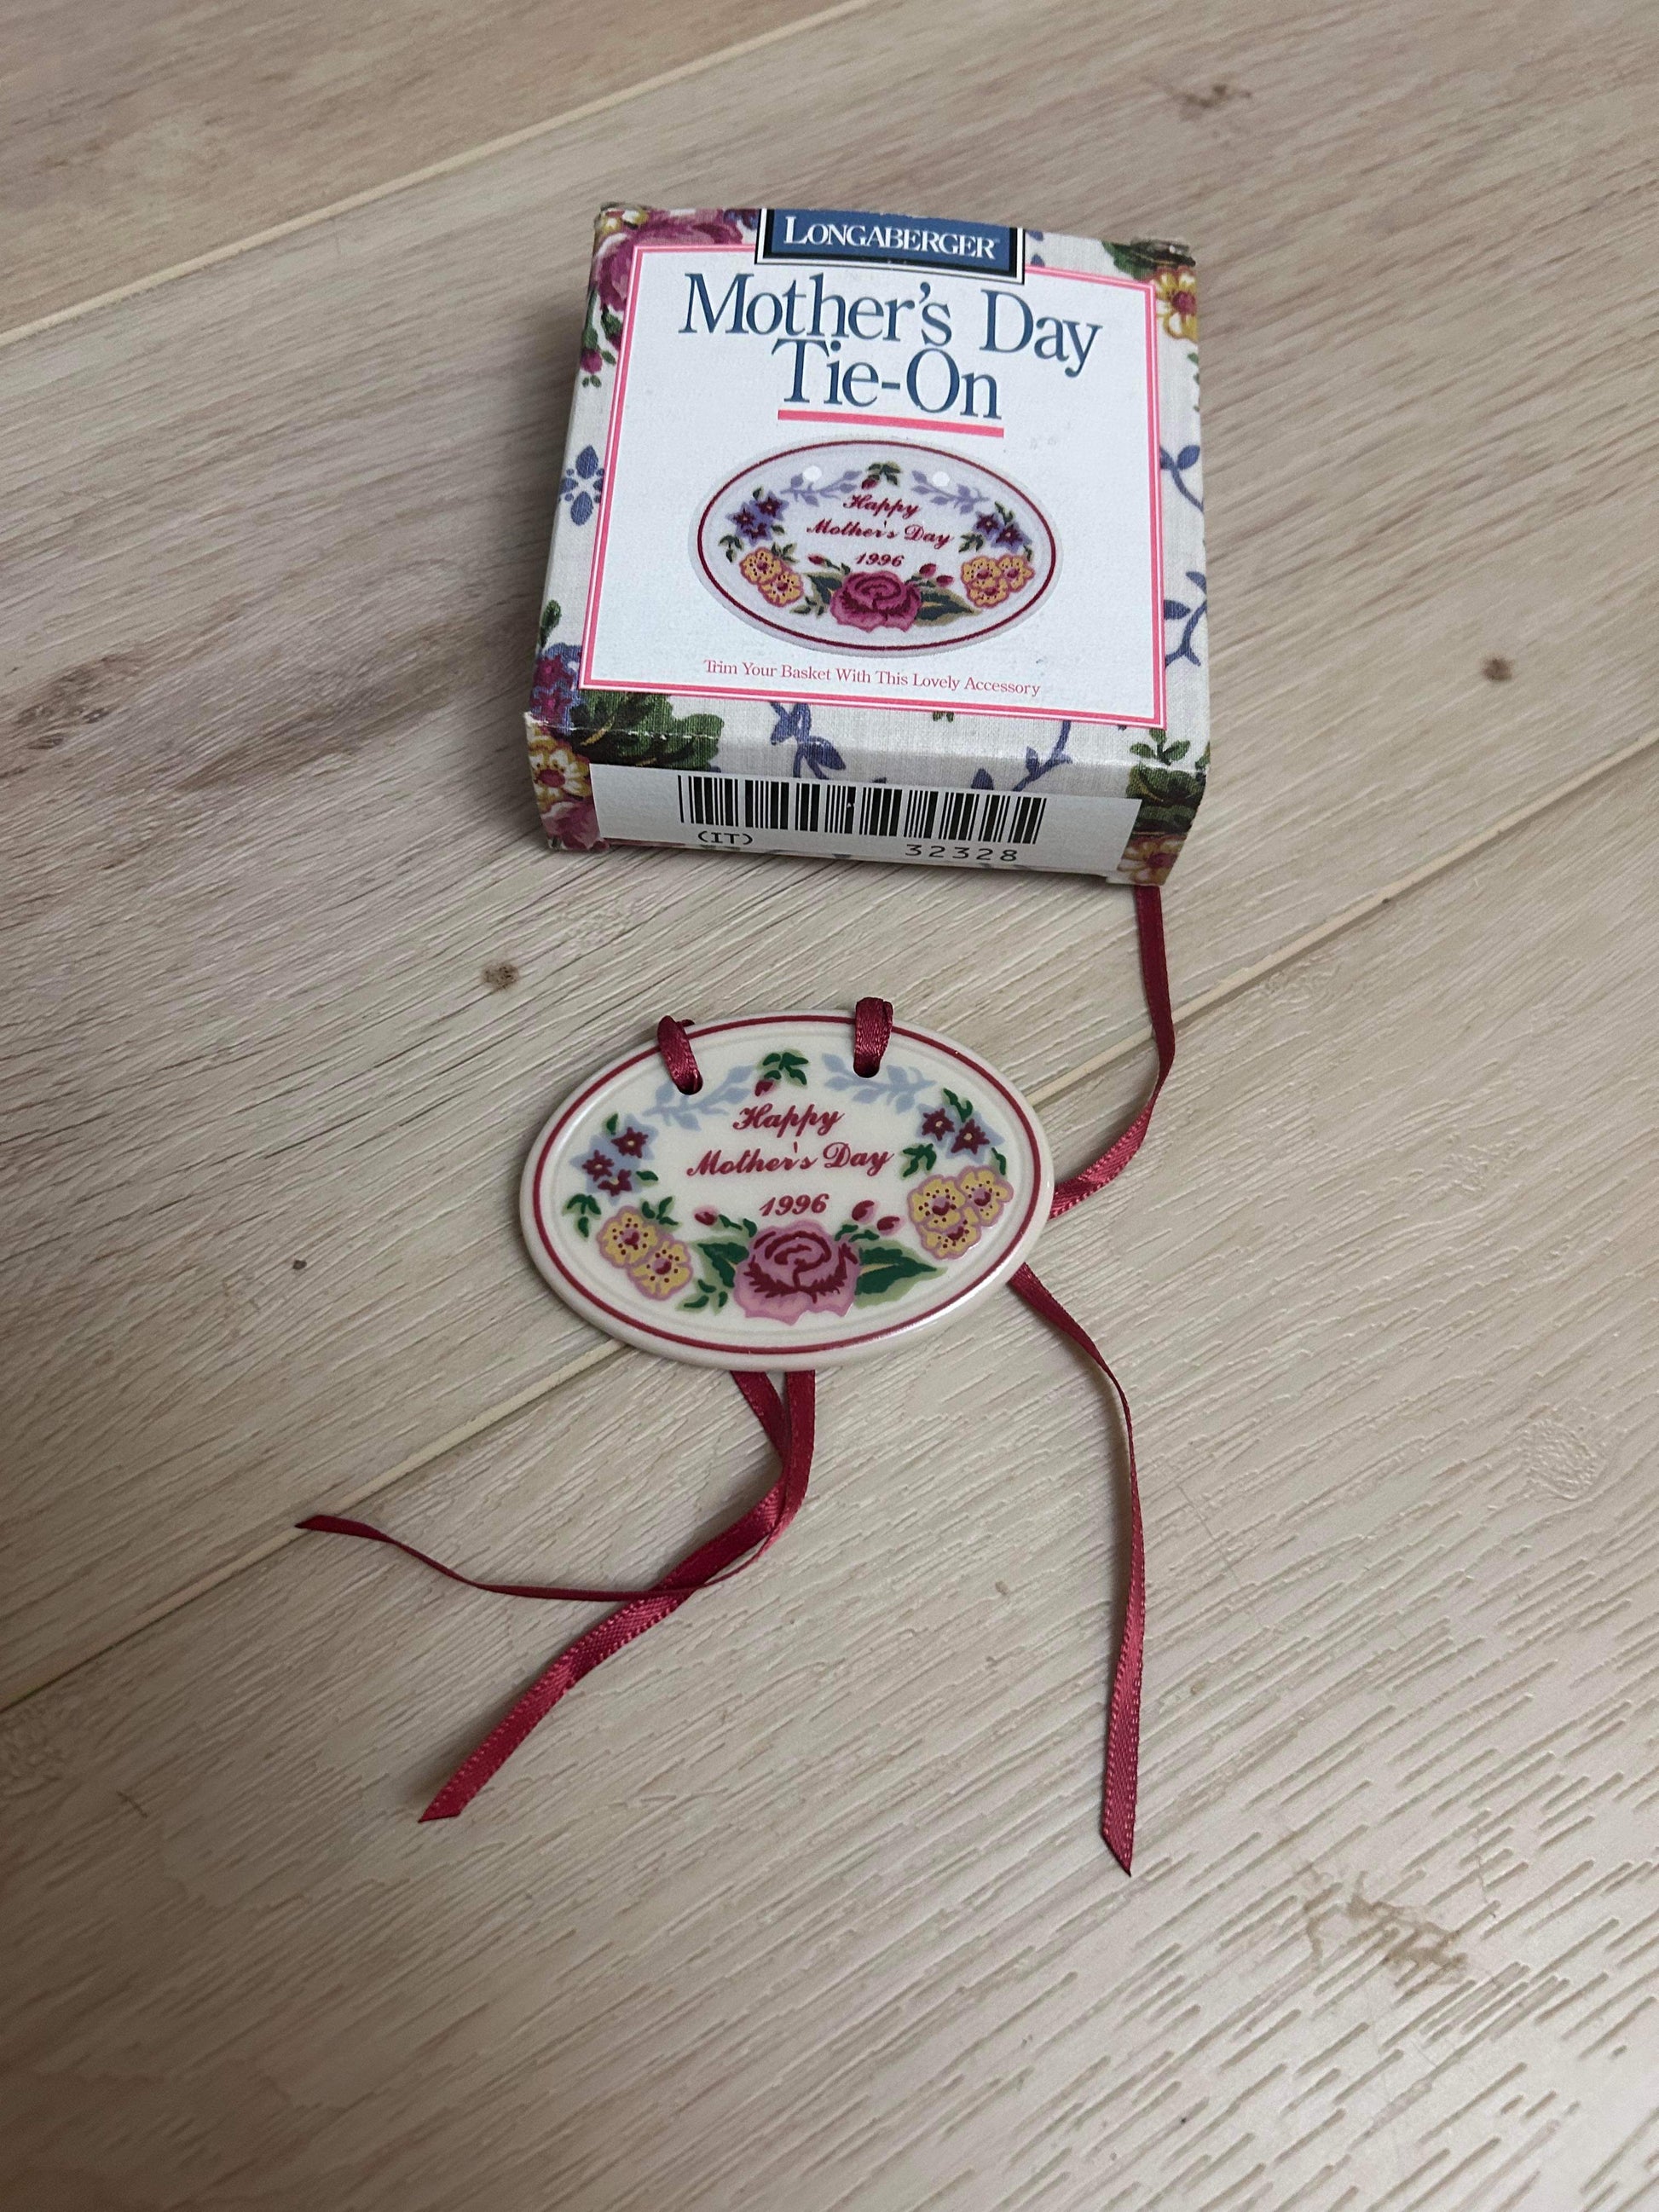 LONGABERGER
Mother's Day
Tie-On
Happy
Mother's Day
1996
Trim Your Basket With This Lovely Accessory
(IT) 32328
Happy
Mother's Day
1996